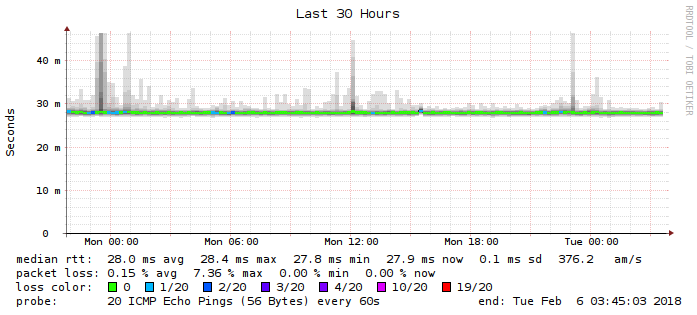 Last 30 Hours
RRDTOOL / TOBI OETIKER
Seconds
40 m
30 m
20 m
10 m
0
Mon 00:00 Mon 06:00 Mon 12:00 Mon 18:00 Tue 00:00
median rtt: 28.0 ms avg 28.4 ms max 27.8 ms min 27.9 ms now 0.1 ms sd 376.2 am/s
packet loss: 0.15 % avg 7.36 % max 0.00 % min 0.00 % now
loss color: 0 1/20 2/20 3/20 4/20 10/20 19/20
probe: 20 ICMP Echo Pings (56 Bytes) every 60s end: Tue Feb 6 03:45:03 2018